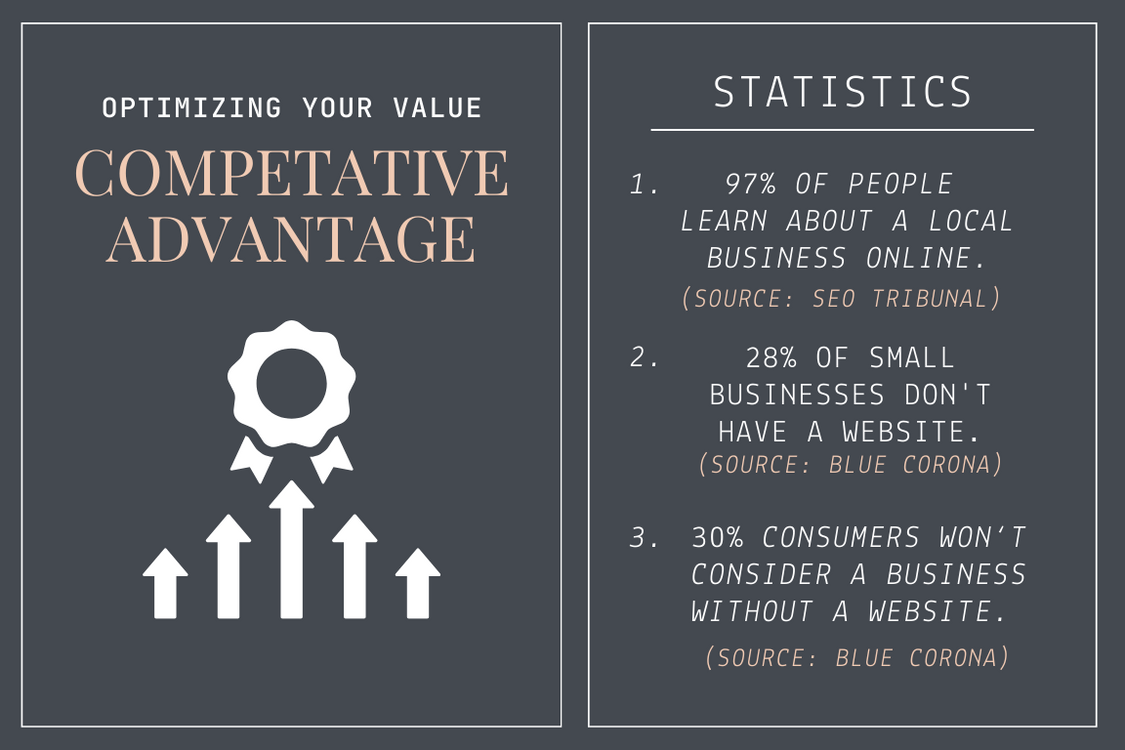 OPTIMIZING YOUR VALUE
COMPETATIVE
ADVANTAGE
STATISTICS
1. 97% OF PEOPLE
LEARN ABOUT A LOCAL
BUSINESS ONLINE.
(SOURCE: SEO TRIBUNAL)
2. 28% OF SMALL
BUSINESSES DON'T
HAVE A WEBSITE.
(SOURCE: BLUE CORONA)
3. 30% CONSUMERS WON‘T
CONSIDER A BUSINESS
WITHOUT A WEBSITE.
(SOURCE: BLUE CORONA)